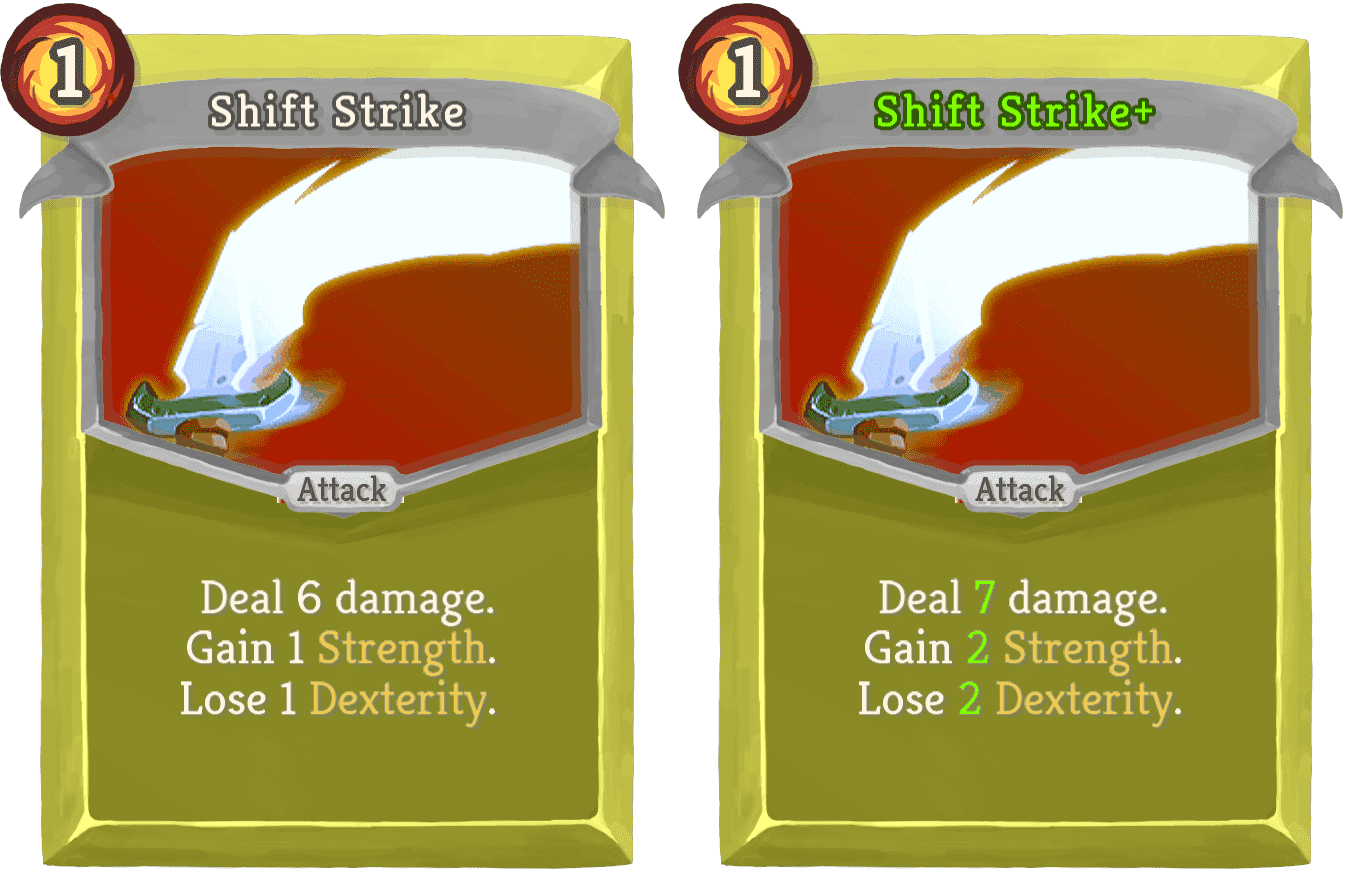 1
Shift Strike
Attack
Deal 6 damage.
Gain 1 Strength.
Lose 1 Dexterity.
1
Shift Strike+
Attack
Deal 7 damage.
Gain 2 Strength.
Lose 2 Dexterity.